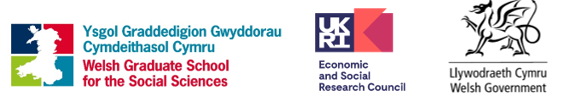 Ysgol Graddedigion Gwyddorau
Cymdeithasol Cymru
Welsh Graduate School
for the Social Sciences
UK
RI
Economic
and Social
Research Council
Llywodraeth Cymru
Welsh Government